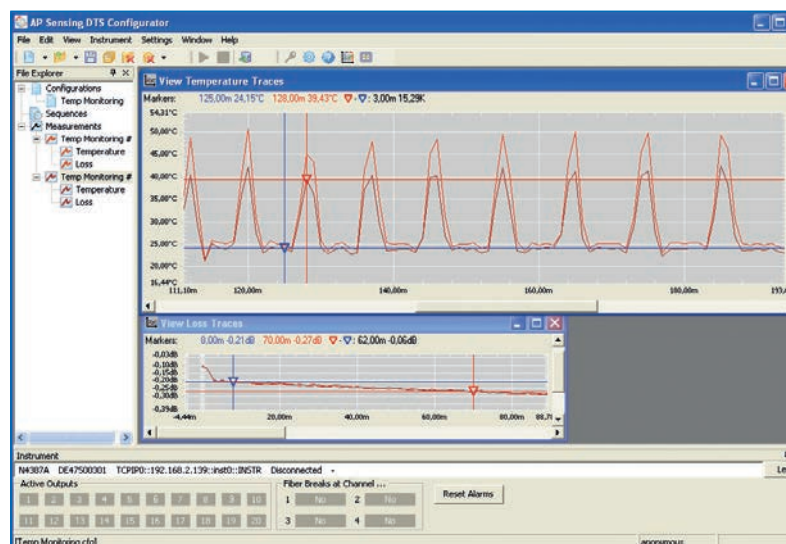 AP Sensing DTS Configurator
File Edit View Instrument Settings Window Help
File Explorer
Configurations
Temp Monitoring
Sequences
Measurements
Temp Monitoring #
Temperature
Loss
Temp Monitoring #
Temperature
Loss
View Temperature Traces
Markers: 125,00m 24,15°C 128,00m 39,43°C - : 3,00m 15,29K
54,31°C
50,00°C
45,00°C
40,00°C
35,00°C
30,00°C
25,00°C
20,00°C
16,44°C
111,10m 120,00m 140,00m 160,00m 180,00m 193,4
View Loss Traces
Markers: 8,00m -0,21dB 70,00m -0,27dB - : 62,00m -0,06dB
-0,03dB
-0,10dB
-0,15dB
-0,20dB
-0,25dB
-0,30dB
-0,39dB
-4,44m 20,00m 40,00m 60,00m 80,00m 88,7
Instrument
N4387A DE47500301 TCPIP0::192.168.2.139::inst0::INSTR Disconnected -
Active Outputs
Fiber Breaks at Channel ...
1 2 3 4 5 6 7 8 9 10
1 No 2 No
Reset Alarms
11 12 13 14 15 16 17 18 19 20
3 No 4 No
[Temp Monitoring.cfg] anonymous